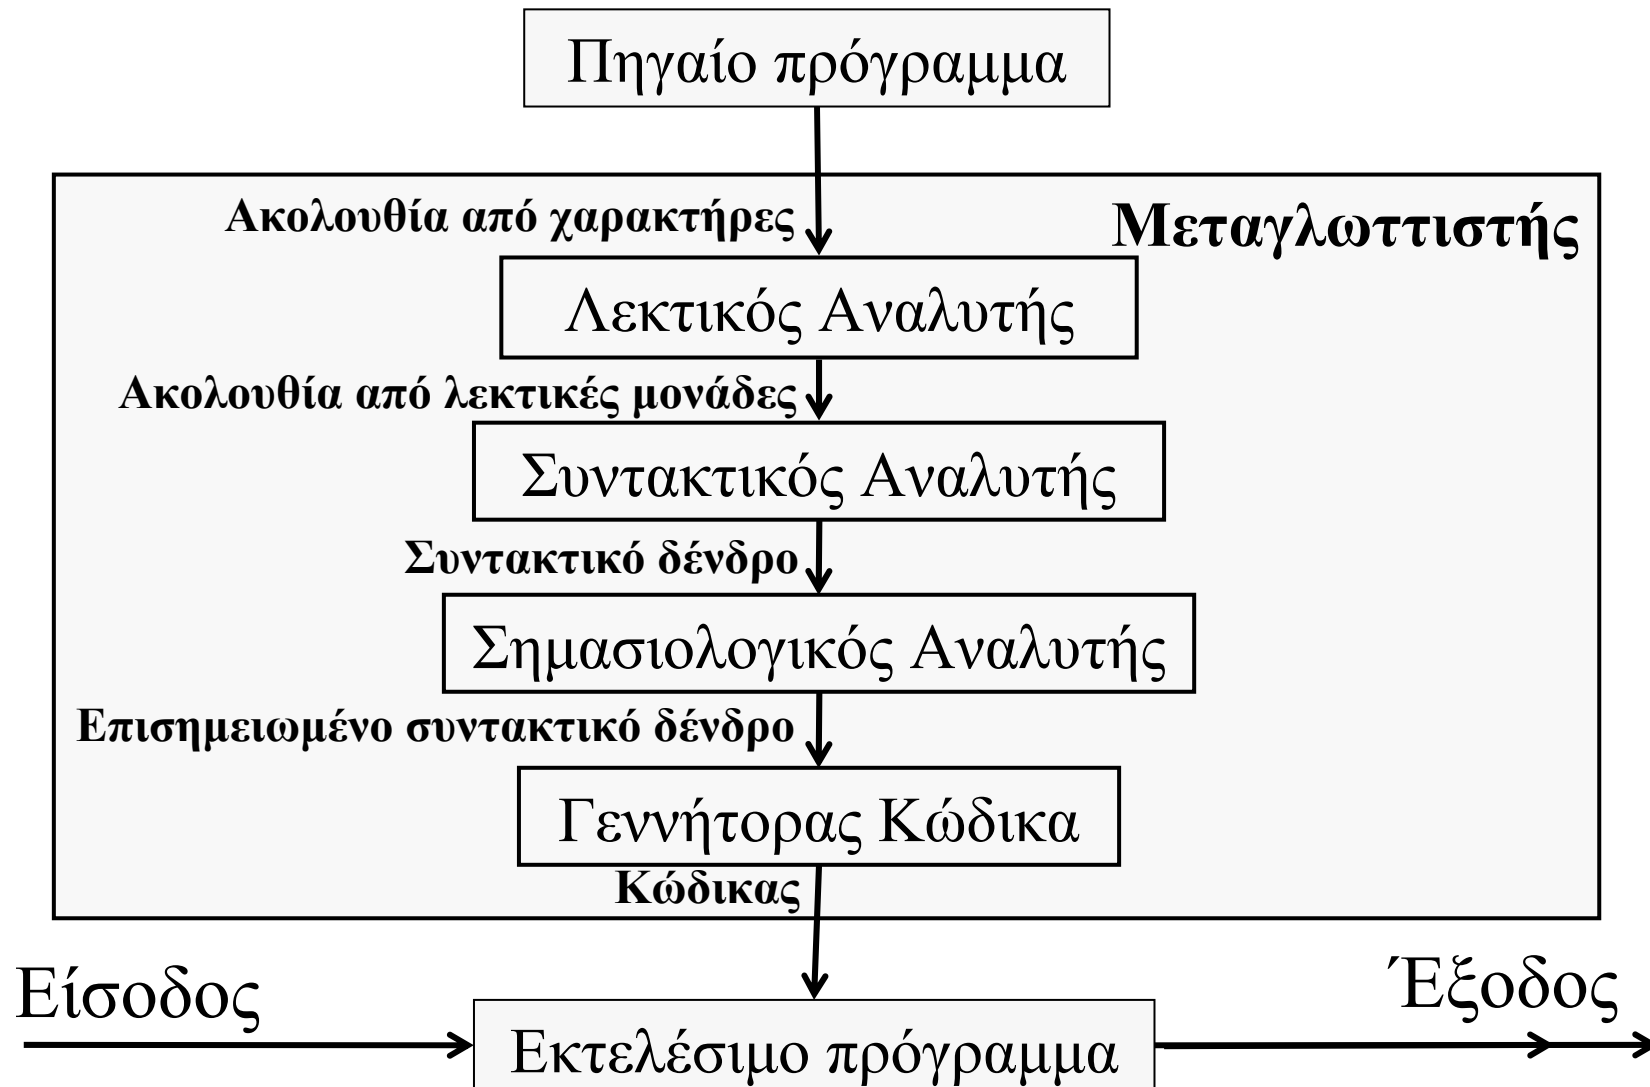 Πηγαίο πρόγραμμα
Ακολουθία από χαρακτήρες
Μεταγλωττιστής
Λεκτικός Αναλυτής
Ακολουθία από λεκτικές μονάδες
Συντακτικός Αναλυτής
Συντακτικό δένδρο
Σημασιολογικός Αναλυτής
Επισημειωμένο συντακτικό δένδρο
Γεννήτορας Κώδικα
Κώδικας
Είσοδος
Έξοδος
Εκτελέσιμο πρόγραμμα